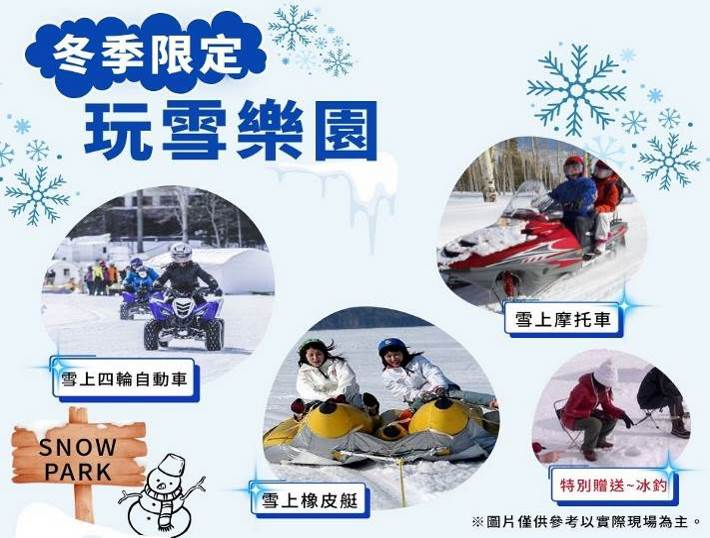 冬季限定
玩雪樂園
雪上摩托車
雪上四輪自動車
SNOW
PARK
雪上橡皮艇
特別贈送~冰釣
※圖片僅供參考以實際現場為主。